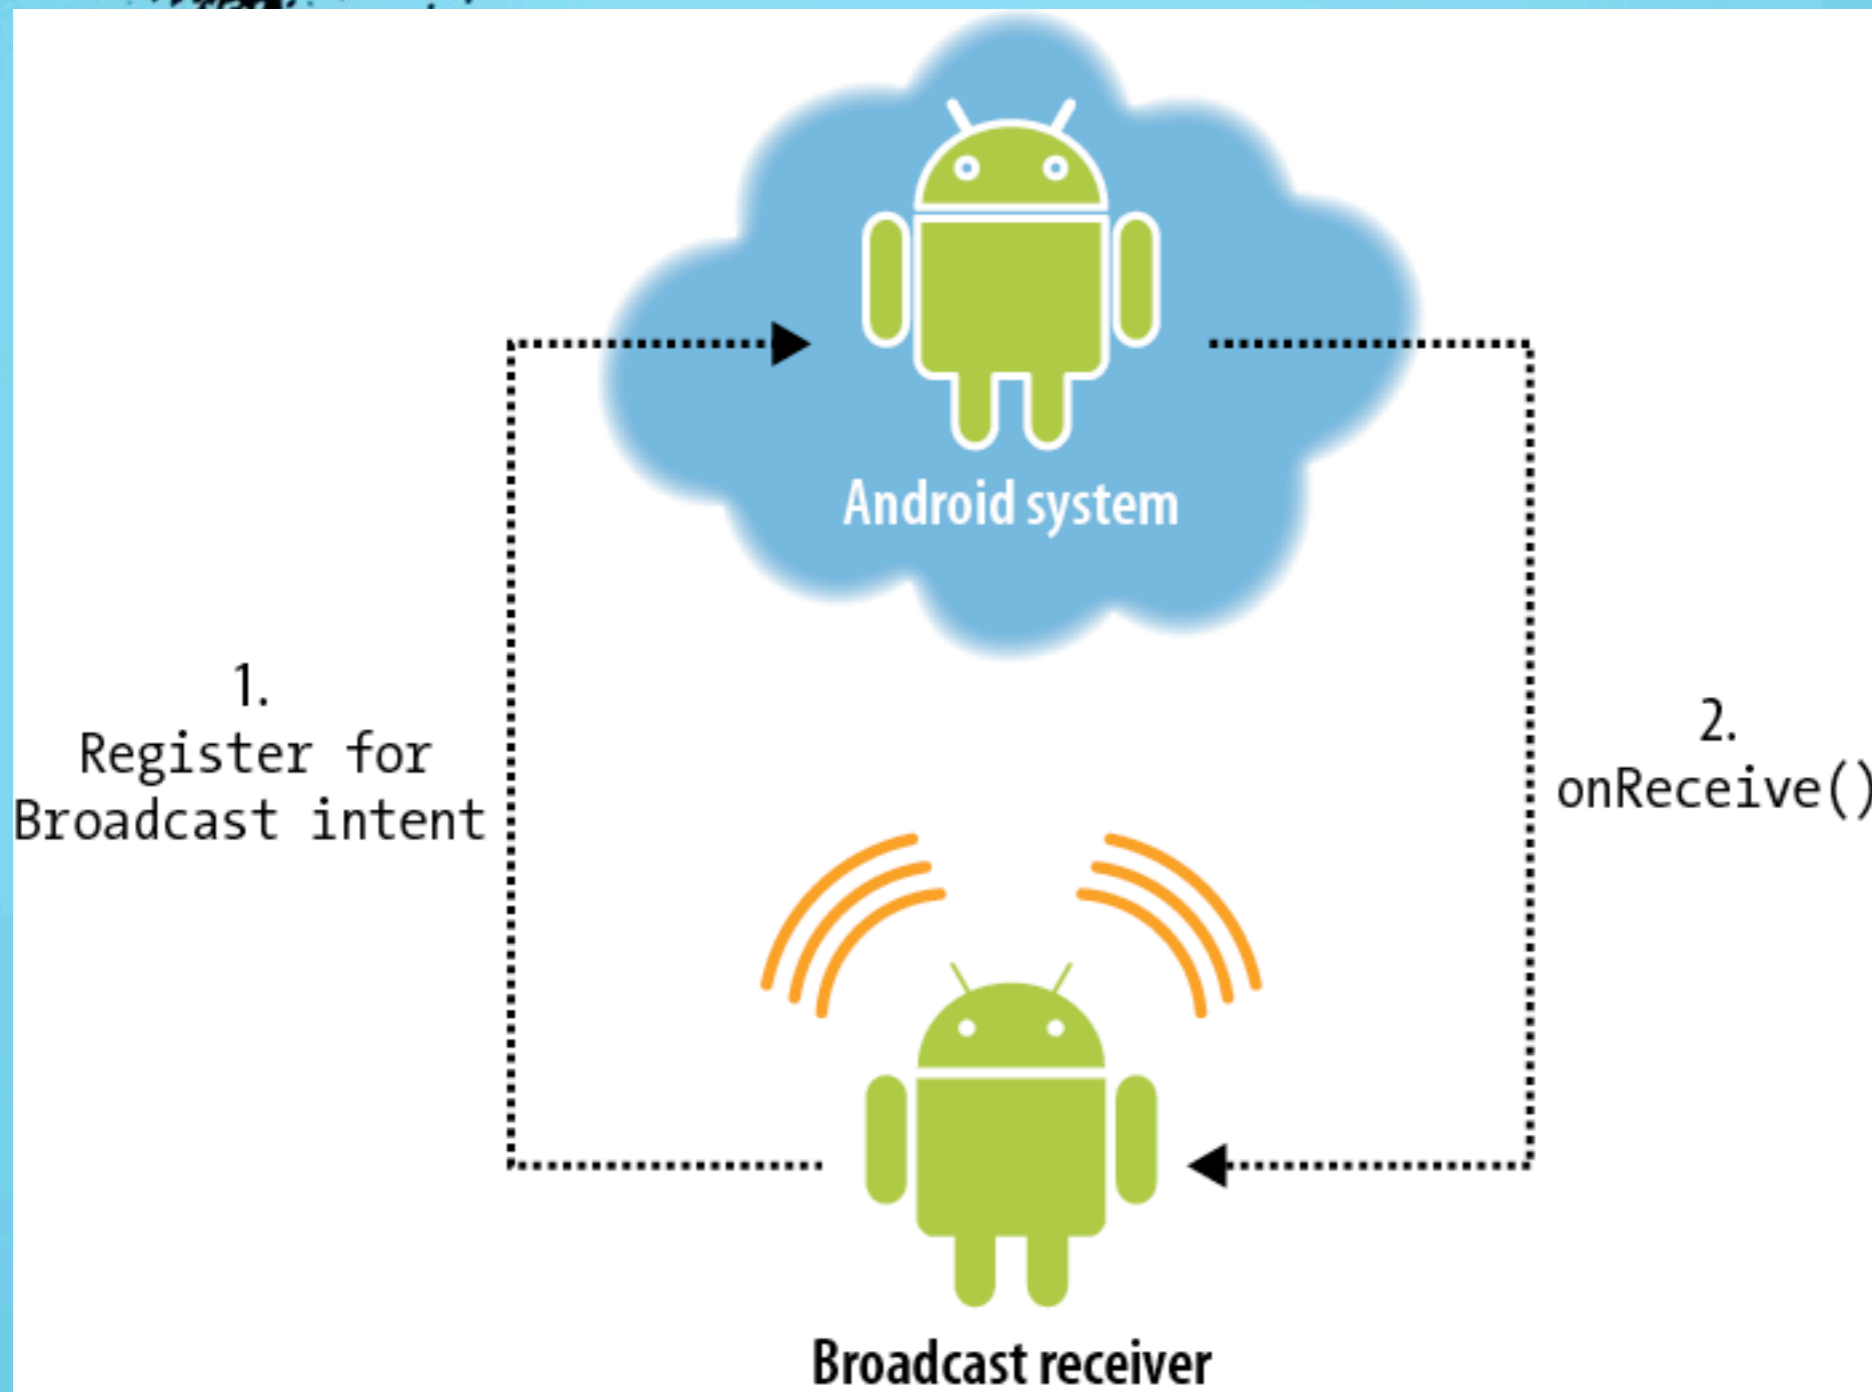 Android system
1.
Register for
Broadcast intent
2.
onReceive()
Broadcast receiver